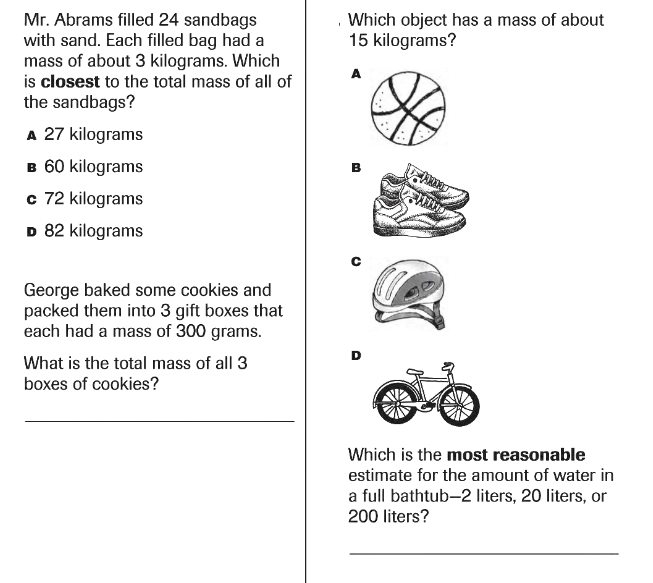 Mr. Abrams filled 24 sandbags
with sand. Each filled bag had a
mass of about 3 kilograms. Which
is closest to the total mass of all of
the sandbags?
A 27 kilograms
B 60 kilograms
C 72 kilograms
D 82 kilograms
George baked some cookies and
packed them into 3 gift boxes that
each had a mass of 300 grams.
What is the total mass of all 3
boxes of cookies?
Which object has a mass of about
15 kilograms?
A
B
C
D
Which is the most reasonable
estimate for the amount of water in
a full bathtub—2 liters, 20 liters, or
200 liters?